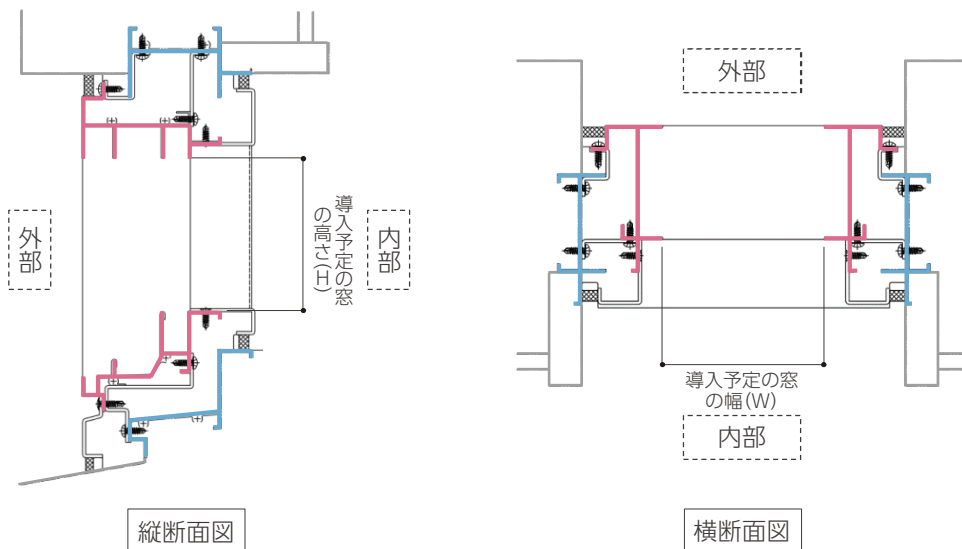 外部
導入予定の窓
の高さ(H)
内部
縦断面図
外部
導入予定の窓
の幅(W)
内部
横断面図